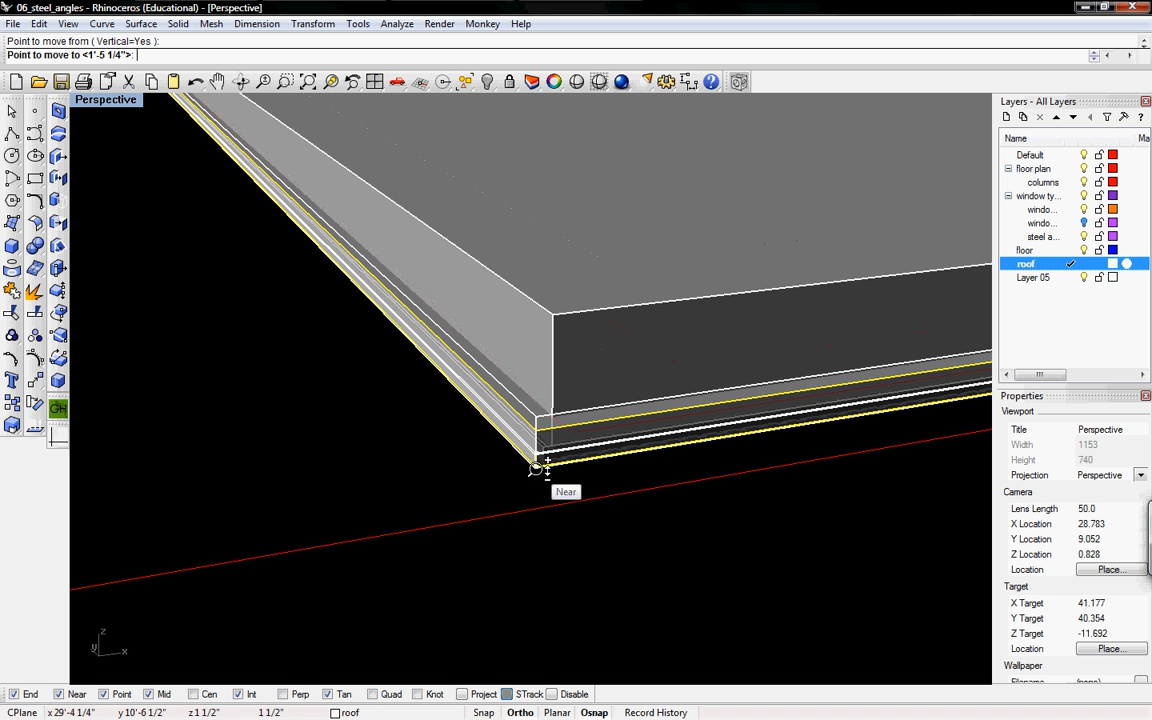 06_steel_angles - Rhinoceros (Educational) - [Perspective]
File Edit View Curve Surface Solid Mesh Dimension Transform Tools Analyze Render Monkey Help
Point to move from ( Vertical=Yes ):
Point to move to <1'-5 1/4">:
Perspective
Layers - All Layers
Name Ma
Default
floor plan
columns
window ty...
windo...
windo...
steel a...
floor
roof
Layer 05
Properties
Viewport
Title Perspective
Width 1153
Height 740
Projection Perspective
Camera
Lens Length 50.0
X Location 28.783
Y Location 9.052
Z Location 0.828
Location Place...
Target
X Target 41.177
Y Target 40.354
Z Target -11.692
Location Place...
Wallpaper
Near
GH
z
y x
End Near Point Mid Cen Int Perp Tan Quad Knot Project STrack Disable
CPlane x 29'-4 1/4" y 10'-6 1/2" z 1 1/2" 1 1/2" roof Snap Ortho Planar Osnap Record History